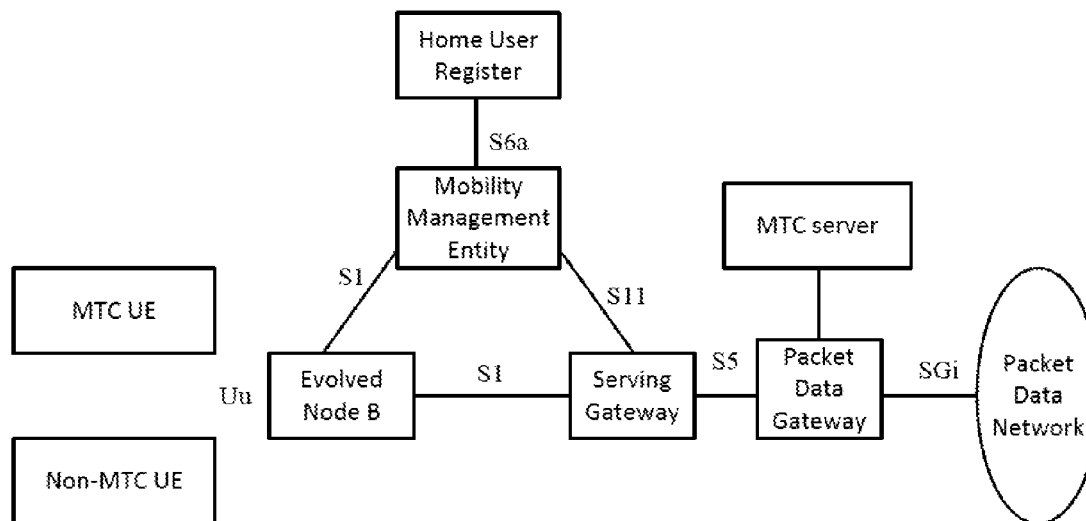 Home User
Register
S6a
Mobility
Management
Entity
MTC server
S1
S11
MTC UE
Uu
Evolved
Node B
S1
Serving
Gateway
S5
Packet
Data
Gateway
SGi
Packet
Data
Network
Non-MTC UE